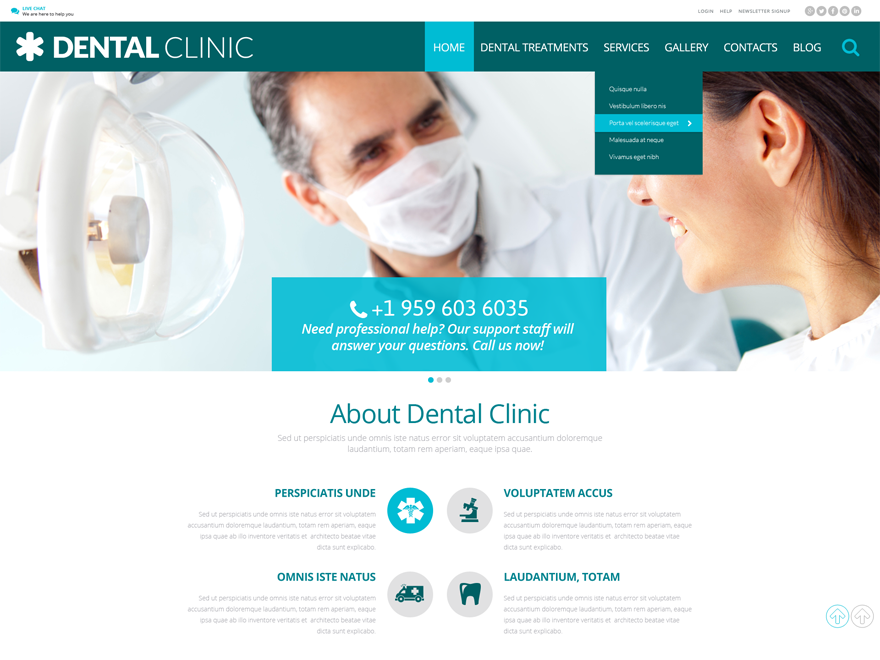 LIVE CHAT
We are here to help you
LOGIN HELP NEWSLETTER SIGNUP
DENTAL CLINIC
HOME DENTAL TREATMENTS SERVICES GALLERY CONTACTS BLOG
Quisque nulla
Vestibulum libero nis
Porta vel scelerisque eget
Malesuada at neque
Vivamus eget nibh
+1 959 603 6035
Need professional help? Our support staff will
answer your questions. Call us now!
About Dental Clinic
Sed ut perspiciatis unde omnis iste natus error sit voluptatem accusantium doloremque
laudantium, totam rem aperiam, eaque ipsa quae.
PERSPICIATIS UNDE
Sed ut perspiciatis unde omnis iste natus error sit voluptatem
accusantium doloremque laudantium, totam rem aperiam, eaque
ipsa quae ab illo inventore veritatis et architecto beatae vitae
dicta sunt explicabo.
VOLUPTATEM ACCUS
Sed ut perspiciatis unde omnis iste natus error sit voluptatem
accusantium doloremque laudantium, totam rem aperiam, eaque
ipsa quae ab illo inventore veritatis et architecto beatae vitae
dicta sunt explicabo.
OMNIS ISTE NATUS
Sed ut perspiciatis unde omnis iste natus error sit voluptatem
accusantium doloremque laudantium, totam rem aperiam, eaque
ipsa quae ab illo inventore veritatis et architecto beatae vitae
dicta sunt explicabo.
LAUDANTIUM, TOTAM
Sed ut perspiciatis unde omnis iste natus error sit voluptatem
accusantium doloremque laudantium, totam rem aperiam, eaque
ipsa quae ab illo inventore veritatis et architecto beatae vitae
dicta sunt explicabo.